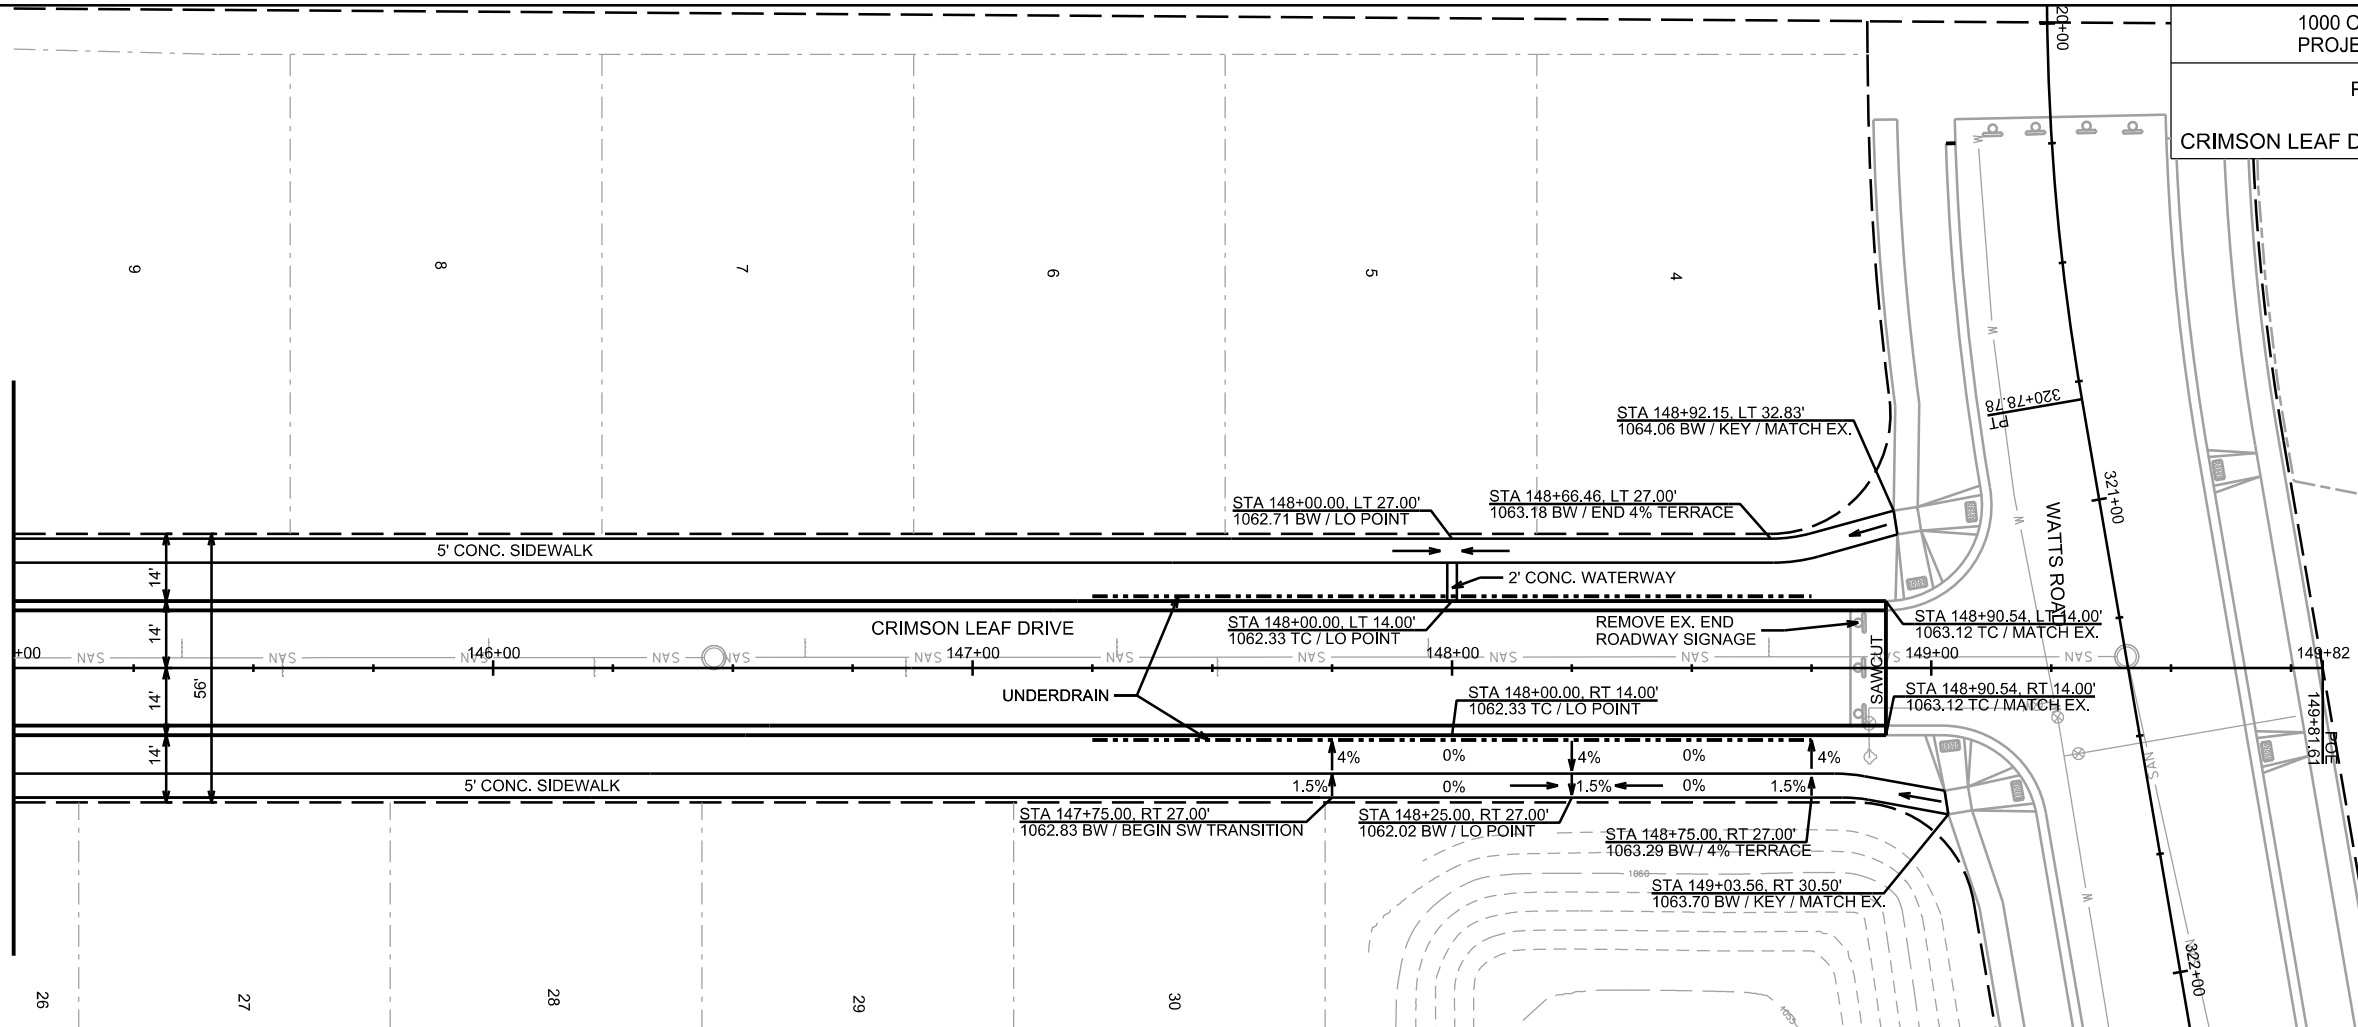 1000 O
PROJE
F
CRIMSON LEAF D
20+00
9
8
7
6
5
4
W
W
W
W
320+78.78
PT
321+00
WATTS ROAD
STA 148+92.15, LT 32.83'
1064.06 BW / KEY / MATCH EX.
STA 148+00.00, LT 27.00'
1062.71 BW / LO POINT
STA 148+66.46, LT 27.00'
1063.18 BW / END 4% TERRACE
5' CONC. SIDEWALK
2' CONC. WATERWAY
14'
14'
14'
14'
56'
CRIMSON LEAF DRIVE
STA 148+00.00, LT 14.00'
1062.33 TC / LO POINT
REMOVE EX. END
ROADWAY SIGNAGE
STA 148+90.54, LT 14.00'
1063.12 TC / MATCH EX.
+00
146+00
147+00
148+00
149+00
149+82
SAN
SAN
SAN
SAN
SAN
SAN
SAN
SAN
SAN
SAN
SAN
SAN
SAWCUT
UNDERDRAIN
STA 148+00.00, RT 14.00'
1062.33 TC / LO POINT
STA 148+90.54, RT 14.00'
1063.12 TC / MATCH EX.
149+81.61
POE
4%
0%
4%
0%
4%
5' CONC. SIDEWALK
1.5%
0%
1.5%
0%
1.5%
STA 147+75.00, RT 27.00'
1062.83 BW / BEGIN SW TRANSITION
STA 148+25.00, RT 27.00'
1062.02 BW / LO POINT
STA 148+75.00, RT 27.00'
1063.29 BW / 4% TERRACE
1060
STA 149+03.56, RT 30.50'
1063.70 BW / KEY / MATCH EX.
322+00
26
27
28
29
30
1055